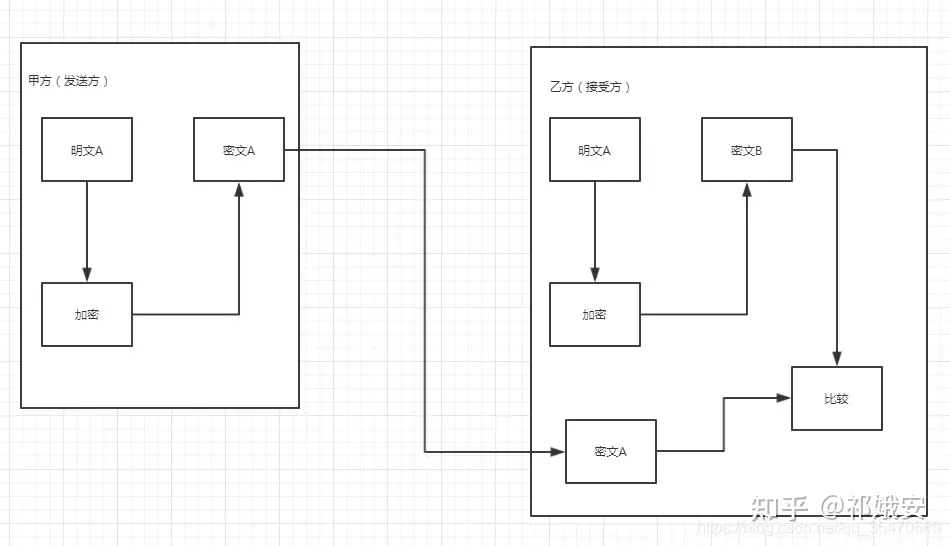 甲方（发送方）
乙方（接受方）
明文A
密文A
明文A
密文B
加密
加密
比较
密文A
知乎 @祁娥安
https://blog.csdn.net/qq_35470586